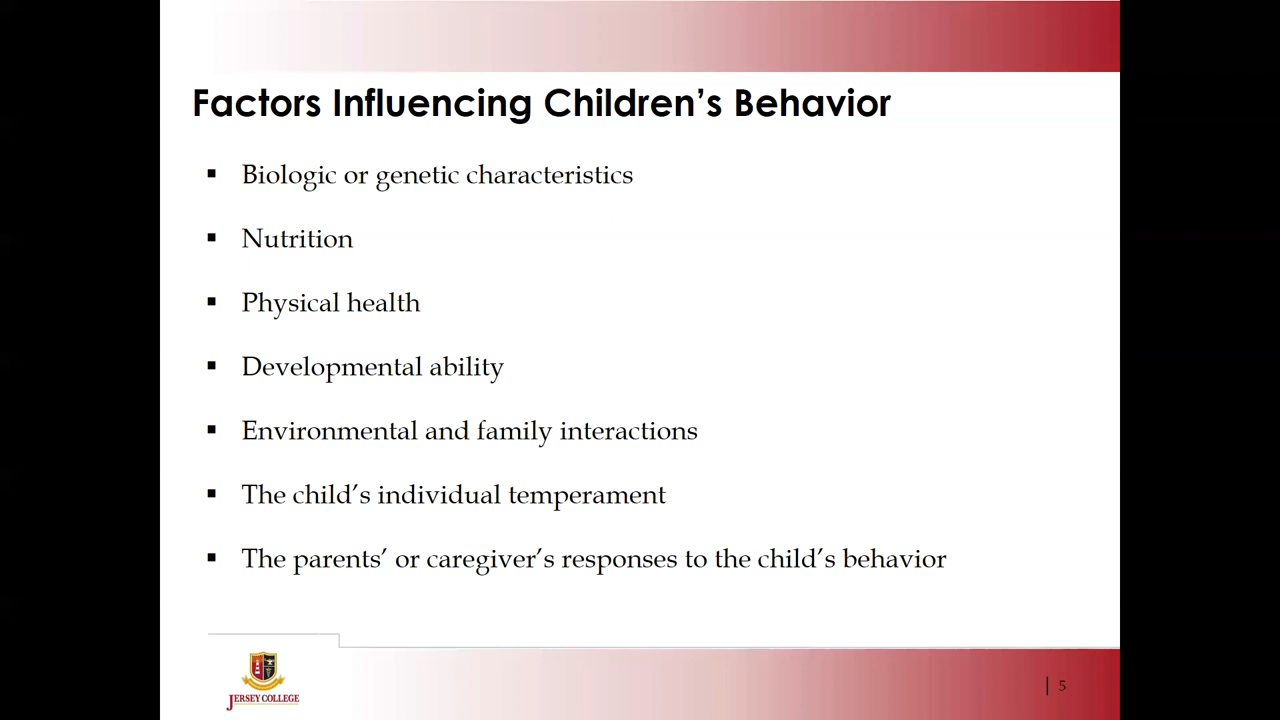 Factors Influencing Children’s Behavior
▪ Biologic or genetic characteristics
▪ Nutrition
▪ Physical health
▪ Developmental ability
▪ Environmental and family interactions
▪ The child’s individual temperament
▪ The parents’ or caregiver’s responses to the child’s behavior
JERSEY COLLEGE
| 5